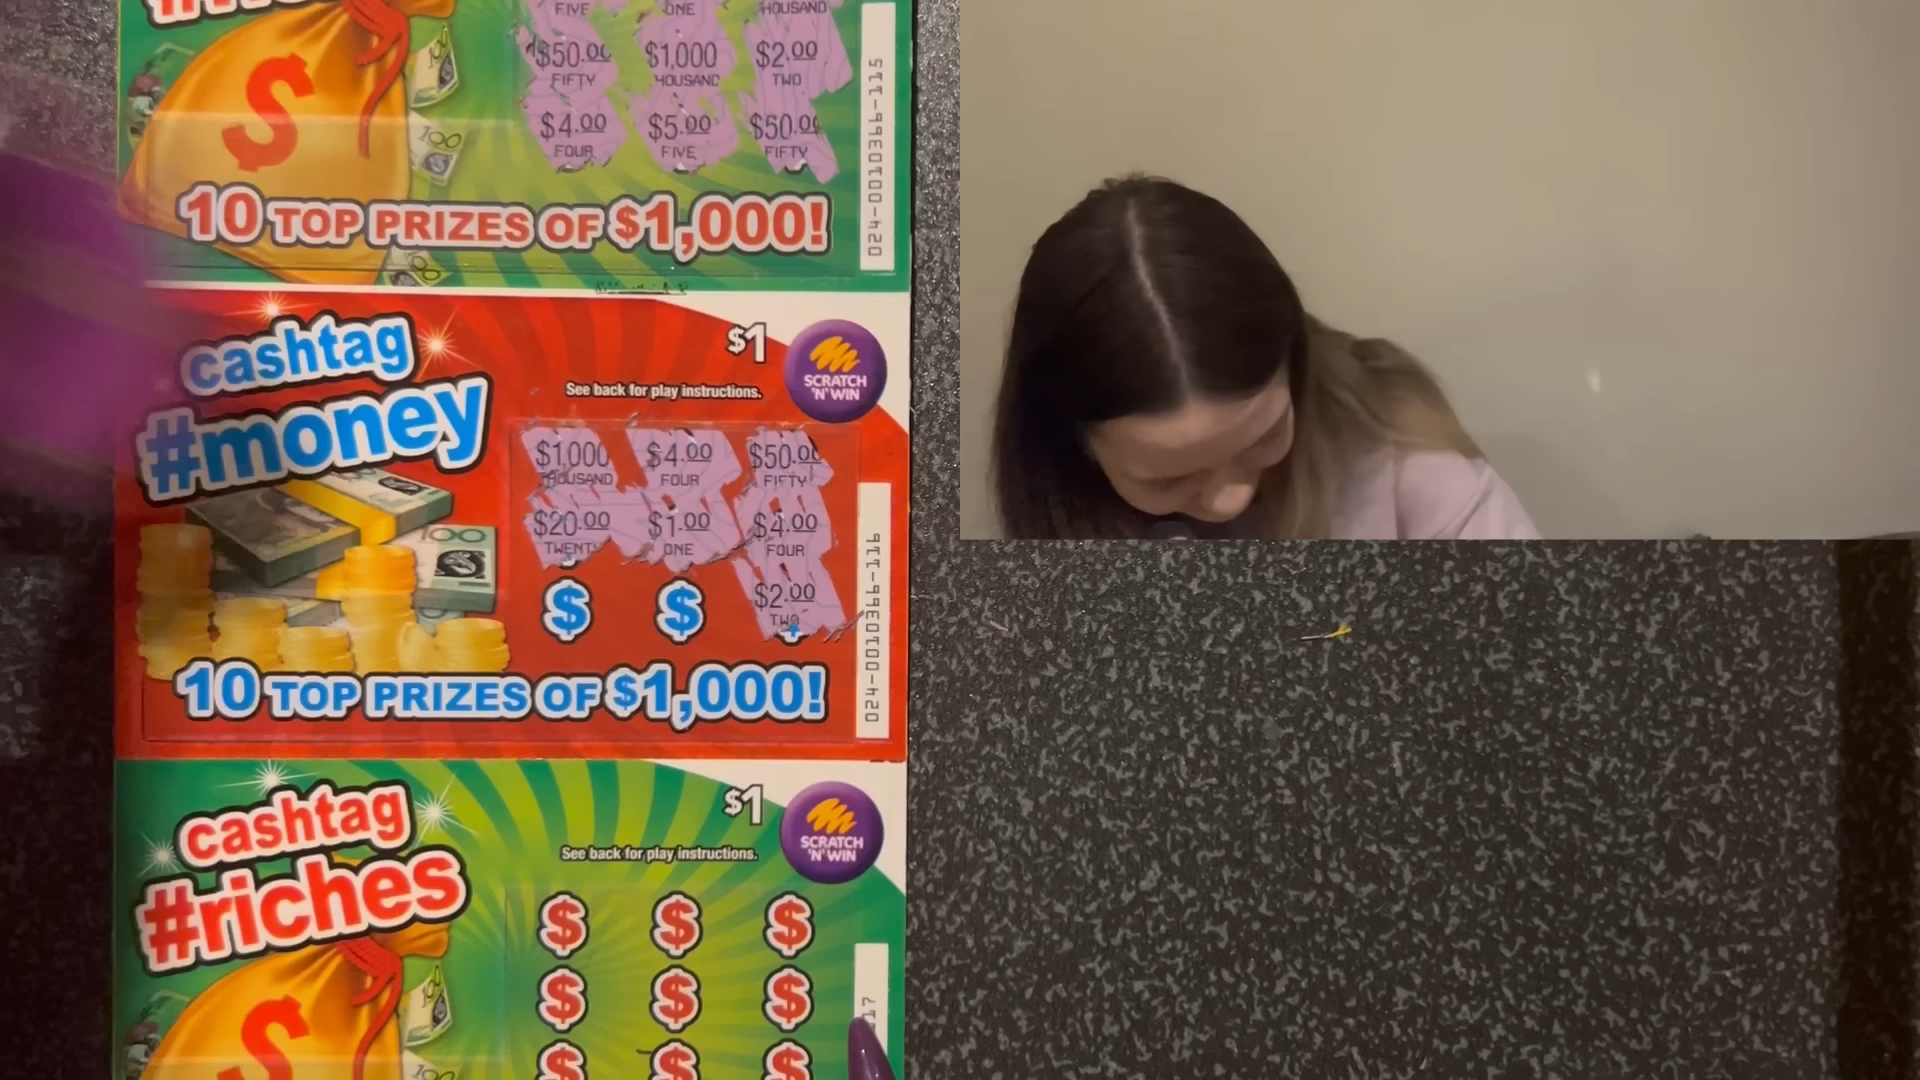 FIVE ONE THOUSAND
$50.00 $1,000 $2.00
FIFTY HOUSAND TWO
$4.00 $5.00 $50.00
FOUR FIVE FIFTY
024-0010366-115
10 TOP PRIZES OF $1,000!
cashtag
#money
$1
SCRATCH
'N' WIN
See back for play instructions.
$1,000 $4.00 $50.00
THOUSAND FOUR FIFTY
$20.00 $1.00 $4.00
TWENTY ONE FOUR
$ $ $2.00
TWO
024-0010366-116
10 TOP PRIZES OF $1,000!
cashtag
#riches
$1
SCRATCH
'N' WIN
See back for play instructions.
$ $ $
$ $ $
$ $ $
17